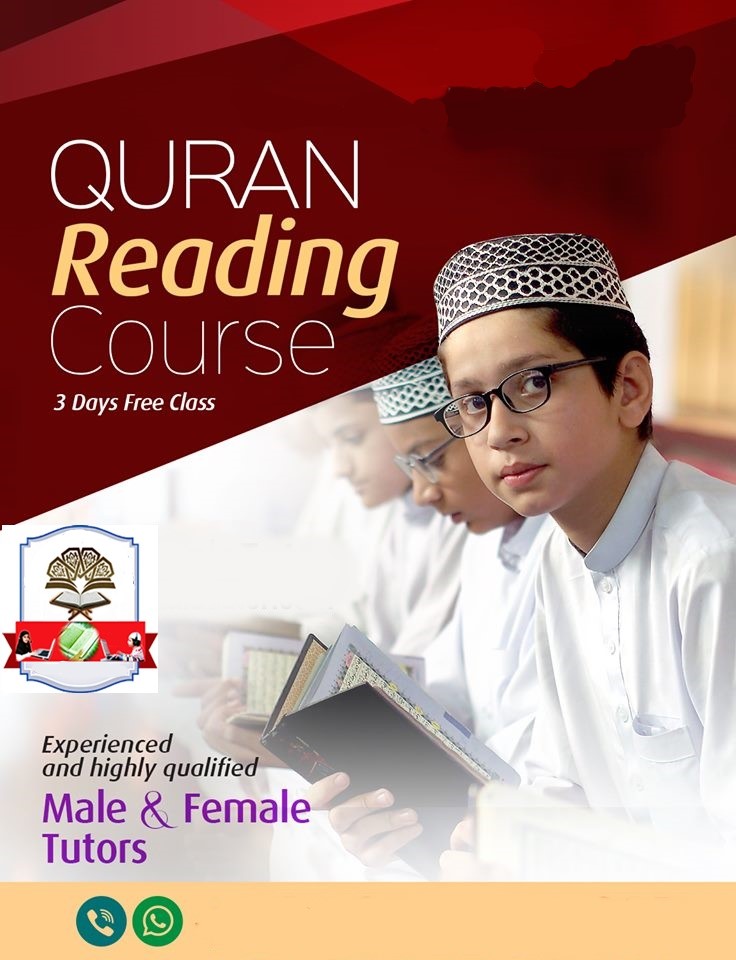 QURAN
Reading
Course
3 Days Free Class
Experienced
and highly qualified
Male & Female
Tutors